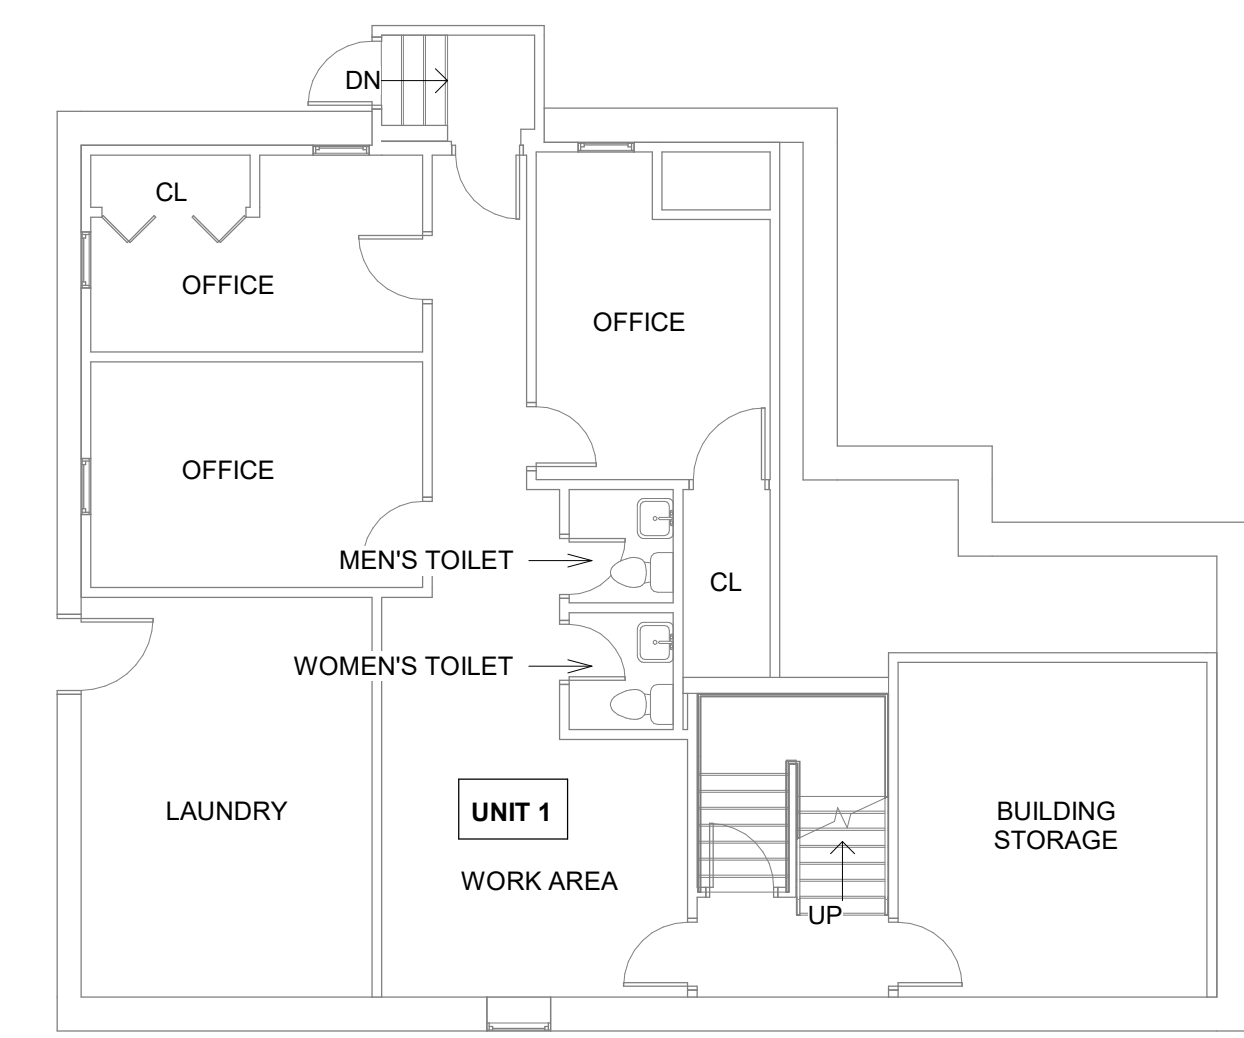 DN
CL
OFFICE
OFFICE
OFFICE
MEN'S TOILET
CL
WOMEN'S TOILET
LAUNDRY
UNIT 1
BUILDING
STORAGE
WORK AREA
UP